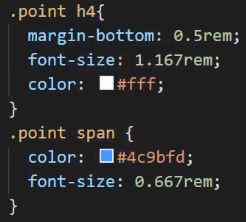 .point h4{
margin-bottom: 0.5rem;
font-size: 1.167rem;
color: #fff;
}
.point span {
color: #4c9bfd;
font-size: 0.667rem;
}